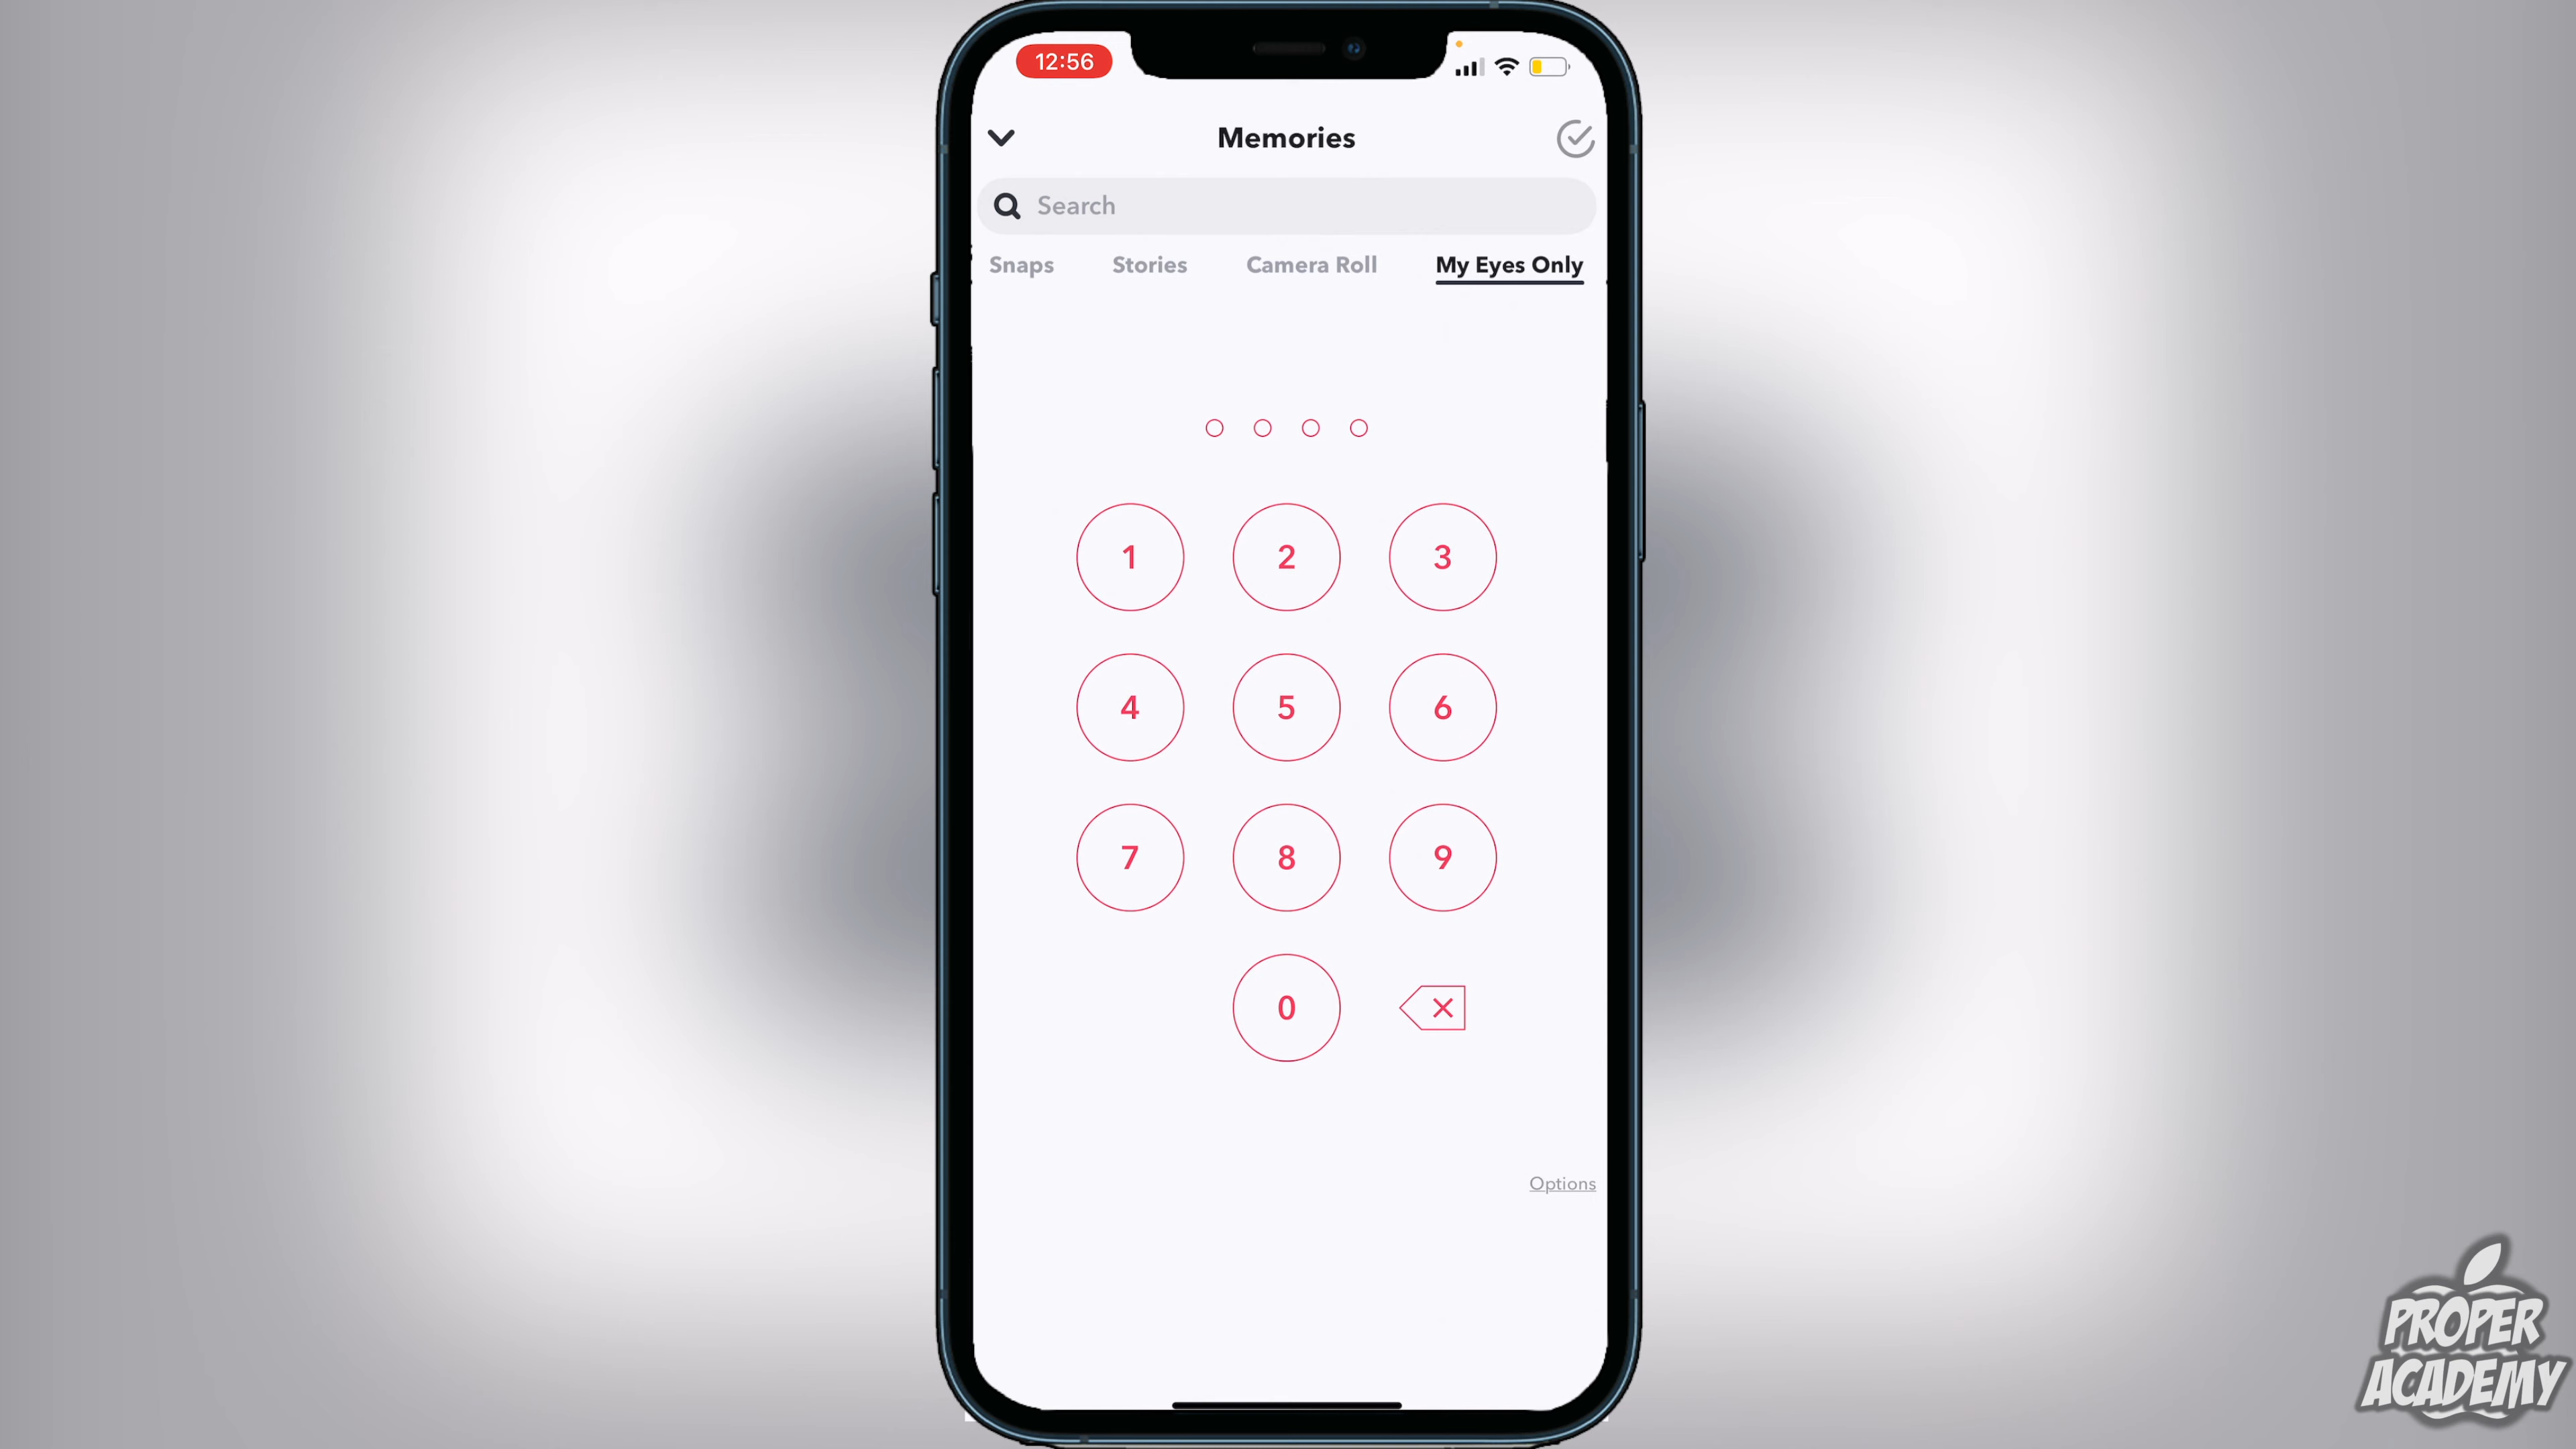 12:56
Memories
Search
Snaps Stories Camera Roll My Eyes Only
1 2 3
4 5 6
7 8 9
0
Options
PROPER
ACADEMY